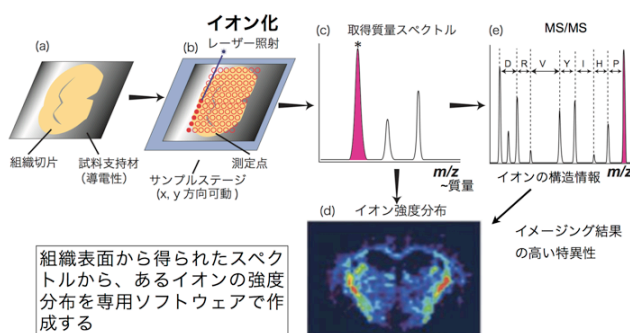 イオン化
(a)
(b)
レーザー照射
(c)
取得質量スペクトル
*
MS/MS
(e)
D R V Y I H P
組織切片
試料支持材
(導電性)
測定点
サンプルステージ
(x, y 方向可動)
m/z
~質量
m/z
イオンの構造情報
(d)
イオン強度分布
イメージング結果
の高い特異性
組織表面から得られたスペ
クトルから、あるイオンの強度
分布を専用ソフトウェアで作
成する